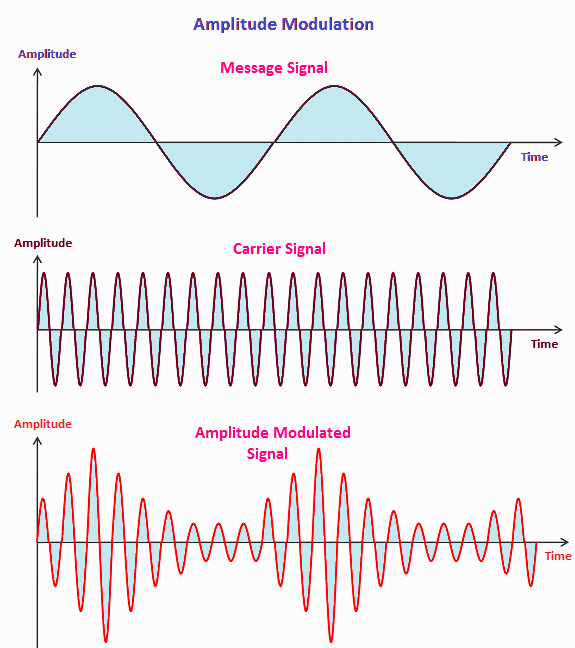 Amplitude Modulation
Amplitude
Message Signal
Time
Amplitude
Carrier Signal
Time
Amplitude
Amplitude Modulated
Signal
Time